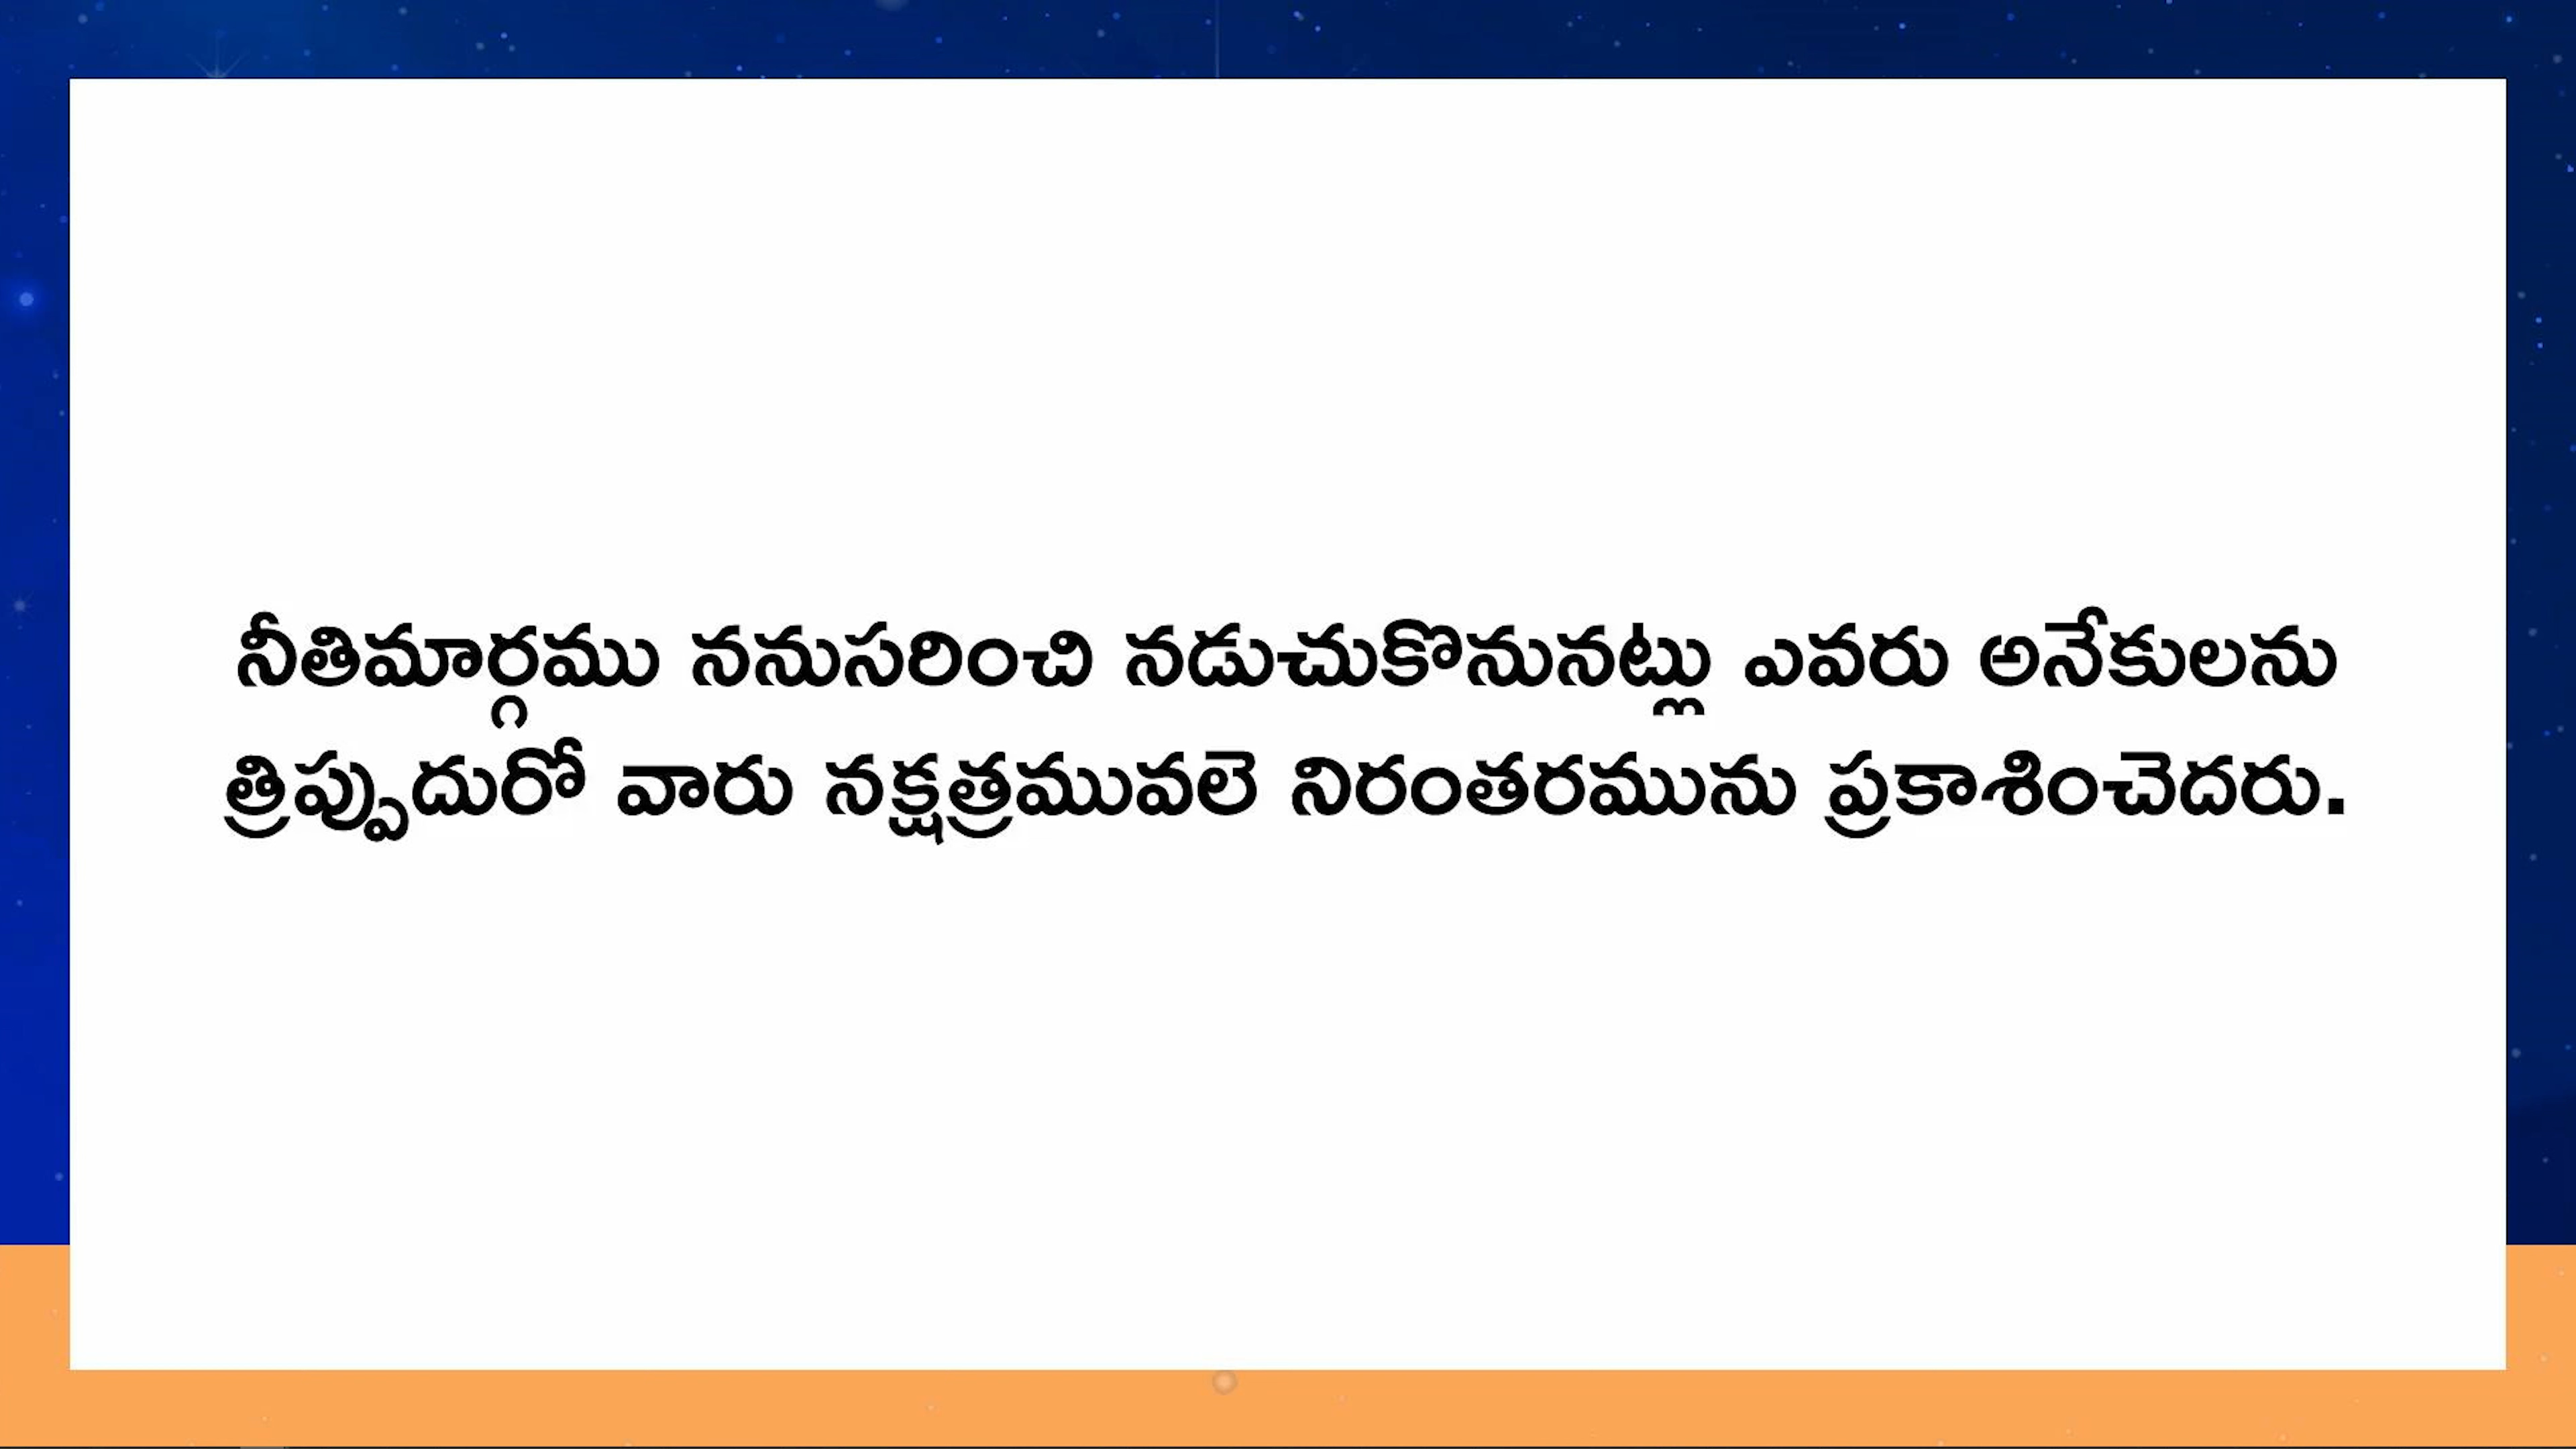 నీతిమార్గము ననుసరించి నడుచుకొనునట్లు ఎవరు అనేకులను
త్రిప్పుదురో వారు నక్షత్రమువలె నిరంతరమును ప్రకాశించెదరు.